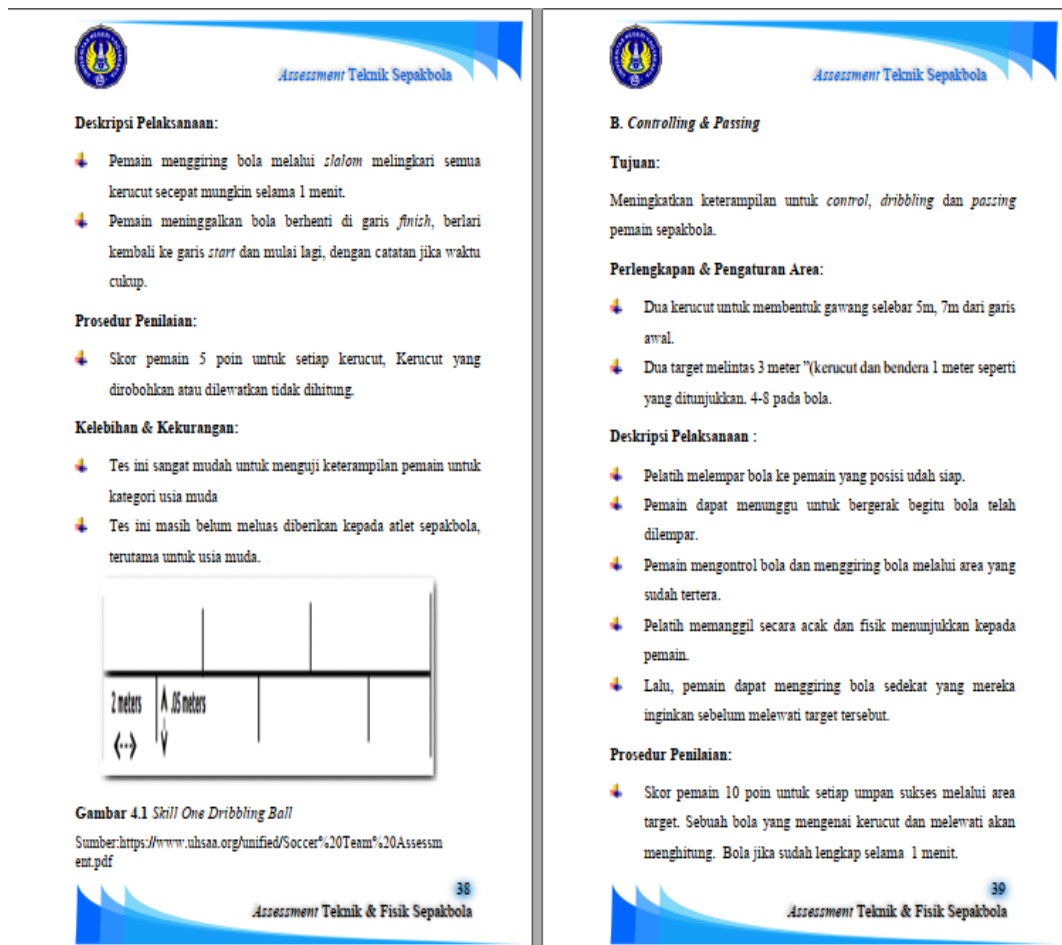 Assessment Teknik Sepakbola
Deskripsi Pelaksanaan:
Pemain menggiring bola melalui slalom melingkari semua
kerucut secepat mungkin selama 1 menit.
Pemain meninggalkan bola berhenti di garis finish, berlari
kembali ke garis start dan mulai lagi, dengan catatan jika waktu
cukup.
Prosedur Penilaian:
Skor pemain 5 poin untuk setiap kerucut, Kerucut yang
dirobohkan atau dilewatkan tidak dihitung.
Kelebihan & Kekurangan:
Tes ini sangat mudah untuk menguji keterampilan pemain untuk
kategori usia muda
Tes ini masih belum meluas diberikan kepada atlet sepakbola,
terutama untuk usia muda.
2 meters
.05 meters
Gambar 4.1 Skill One Dribbling Ball
Sumber:https://www.uhsaa.org/unified/Soccer%20Team%20Assessm
ent.pdf
38
Assessment Teknik & Fisik Sepakbola
Assessment Teknik Sepakbola
B. Controlling & Passing
Tujuan:
Meningkatkan keterampilan untuk control, dribbling dan passing
pemain sepakbola.
Perlengkapan & Pengaturan Area:
Dua kerucut untuk membentuk gawang selebar 5m, 7m dari garis
awal.
Dua target melintas 3 meter ”(kerucut dan bendera 1 meter seperti
yang ditunjukkan. 4-8 pada bola.
Deskripsi Pelaksanaan :
Pelatih melempar bola ke pemain yang posisi udah siap.
Pemain dapat menunggu untuk bergerak begitu bola telah
dilempar.
Pemain mengontrol bola dan menggiring bola melalui area yang
sudah tertera.
Pelatih memanggil secara acak dan fisik menunjukkan kepada
pemain.
Lalu, pemain dapat menggiring bola sedekat yang mereka
inginkan sebelum melewati target tersebut.
Prosedur Penilaian:
Skor pemain 10 poin untuk setiap umpan sukses melalui area
target. Sebuah bola yang mengenai kerucut dan melewati akan
menghitung. Bola jika sudah lengkap selama 1 menit.
39
Assessment Teknik & Fisik Sepakbola